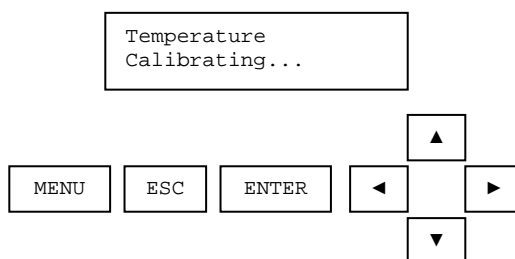 Temperature
Calibrating...
▲
MENU ESC ENTER ◄ ►
▼